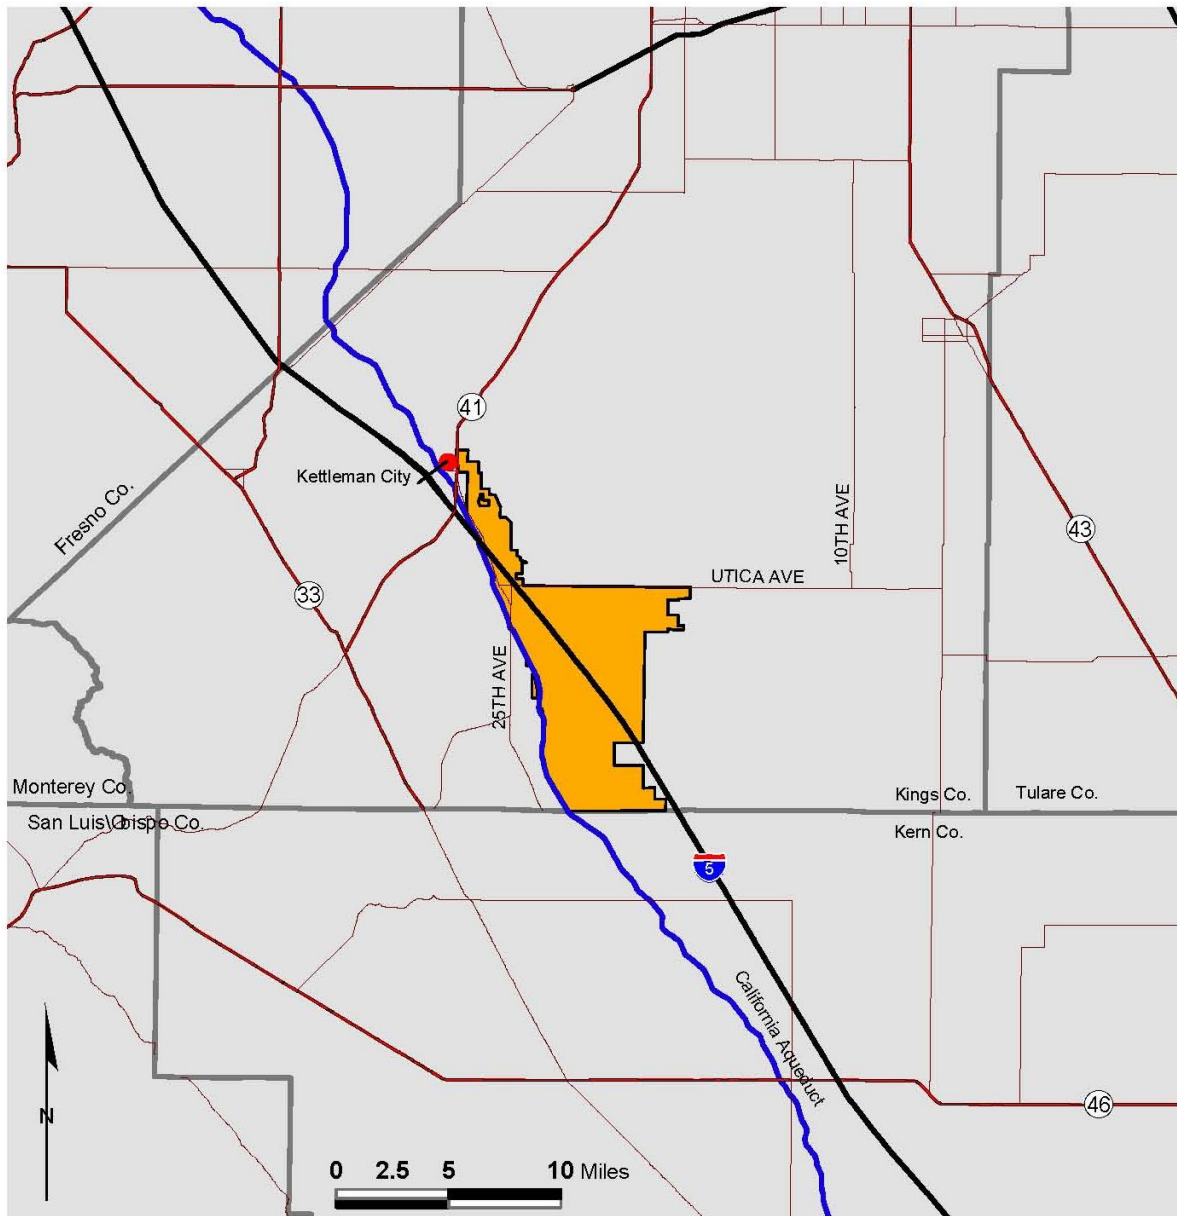 41
Kettleman City
Fresno Co.
10TH AVE
43
UTICA AVE
33
25TH AVE
Monterey Co.
Kings Co.
Tulare Co.
San Luis Obispo Co.
Kern Co.
5
California Aqueduct
46
N
0 2.5 5 10 Miles